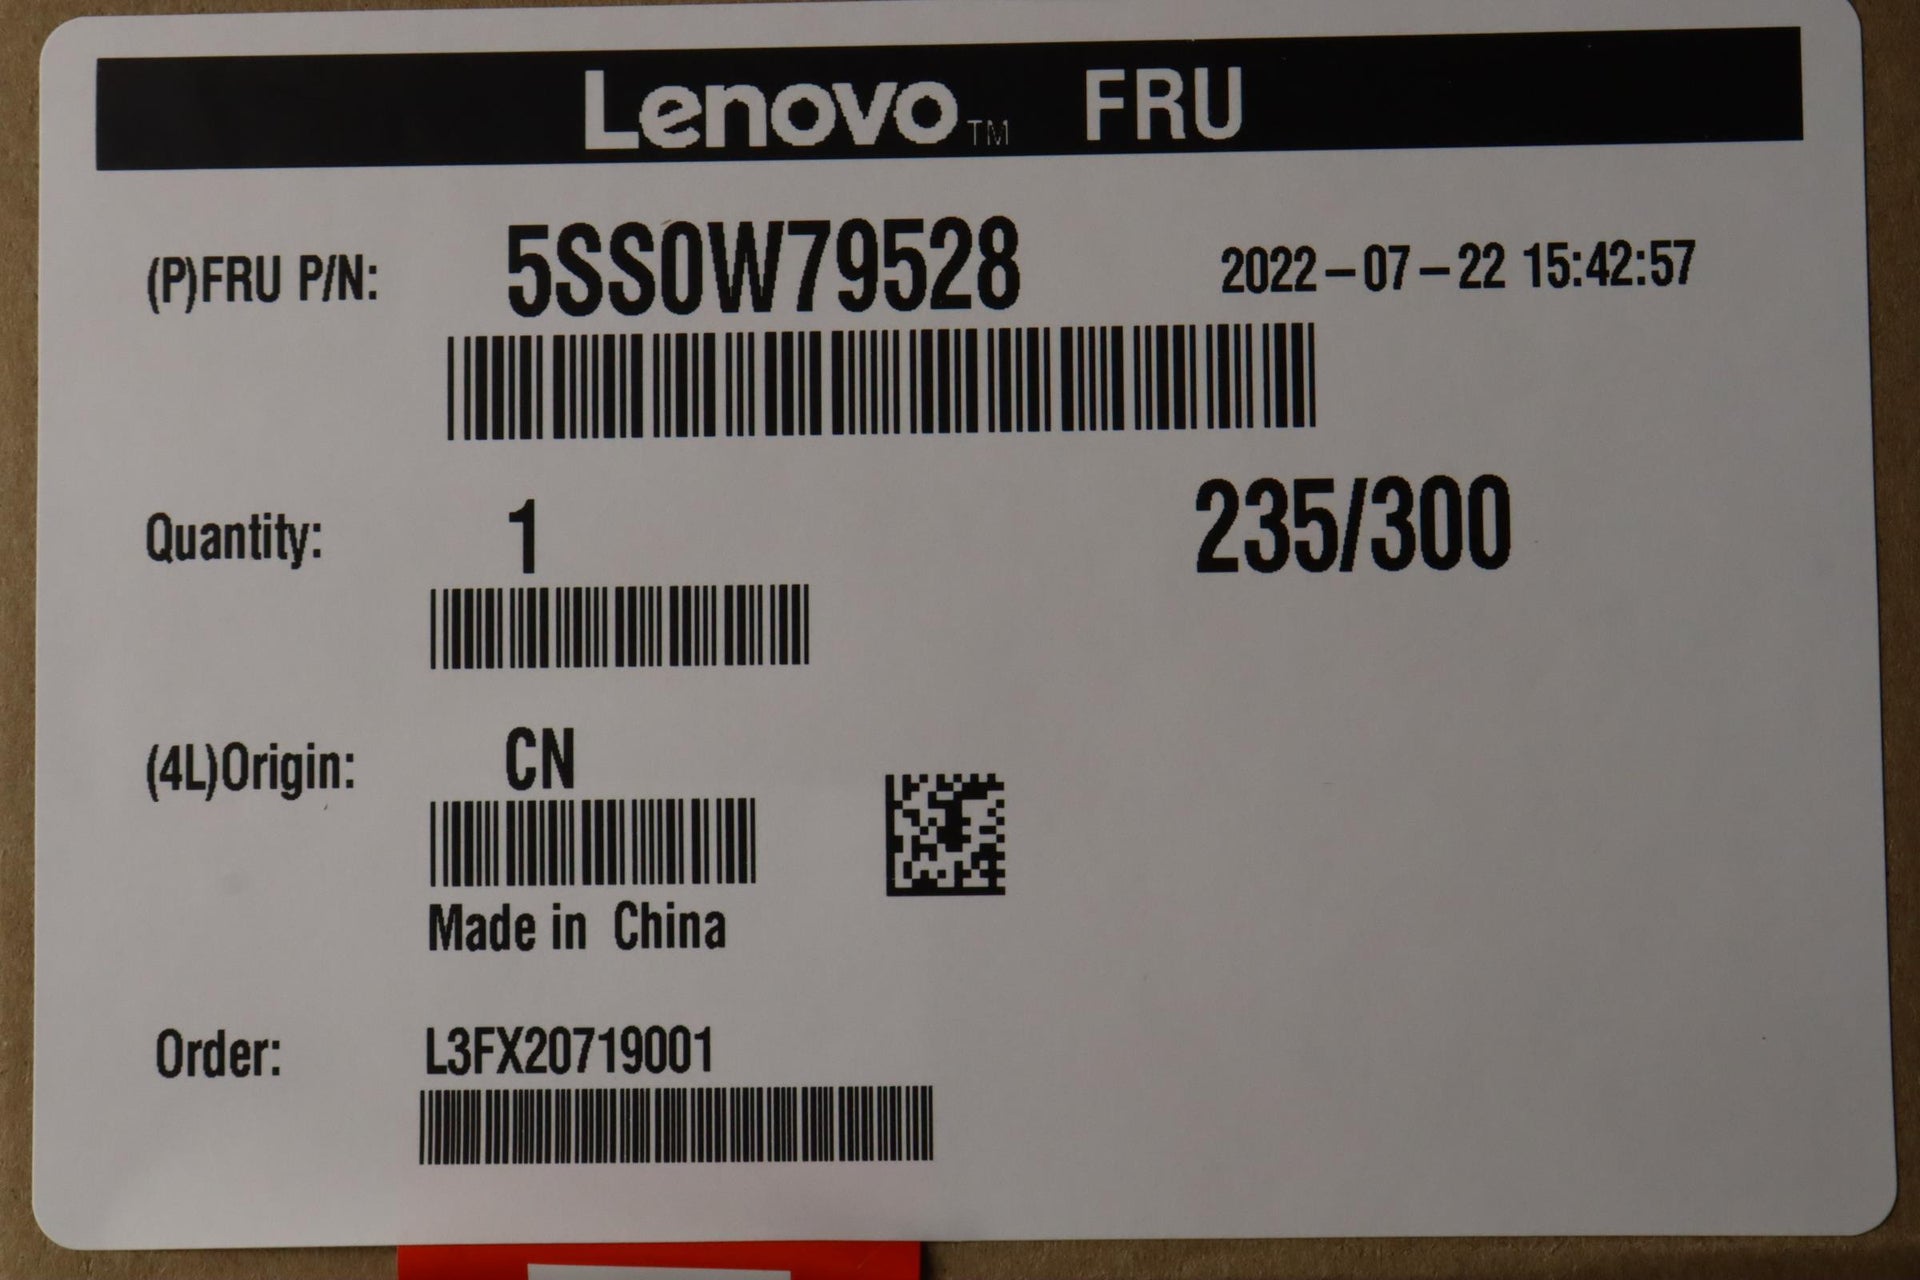 Lenovo™ FRU
(P)FRU P/N: 5SS0W79528 2022-07-22 15:42:57
Quantity: 1 235/300
(4L)Origin: CN
Made in China
Order: L3FX20719001